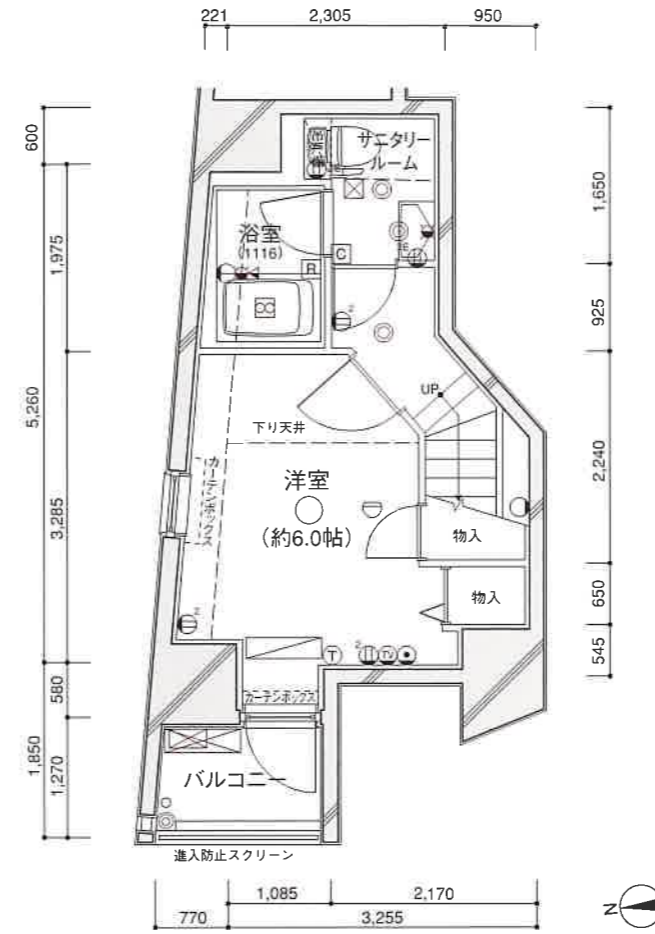 221 2,305 950
600
1,975
5,260
3,285
580
1,850
1,270
1,650
925
2,240
650
545
サニタリー
ルーム
浴室
(1116)
C
R
2
UP
下り天井
カーテンボックス
洋室
(約6.0帖)
物入
物入
2
T
2
TV
カーテンボックス
バルコニー
進入防止スクリーン
1,085 2,170
770 3,255
N